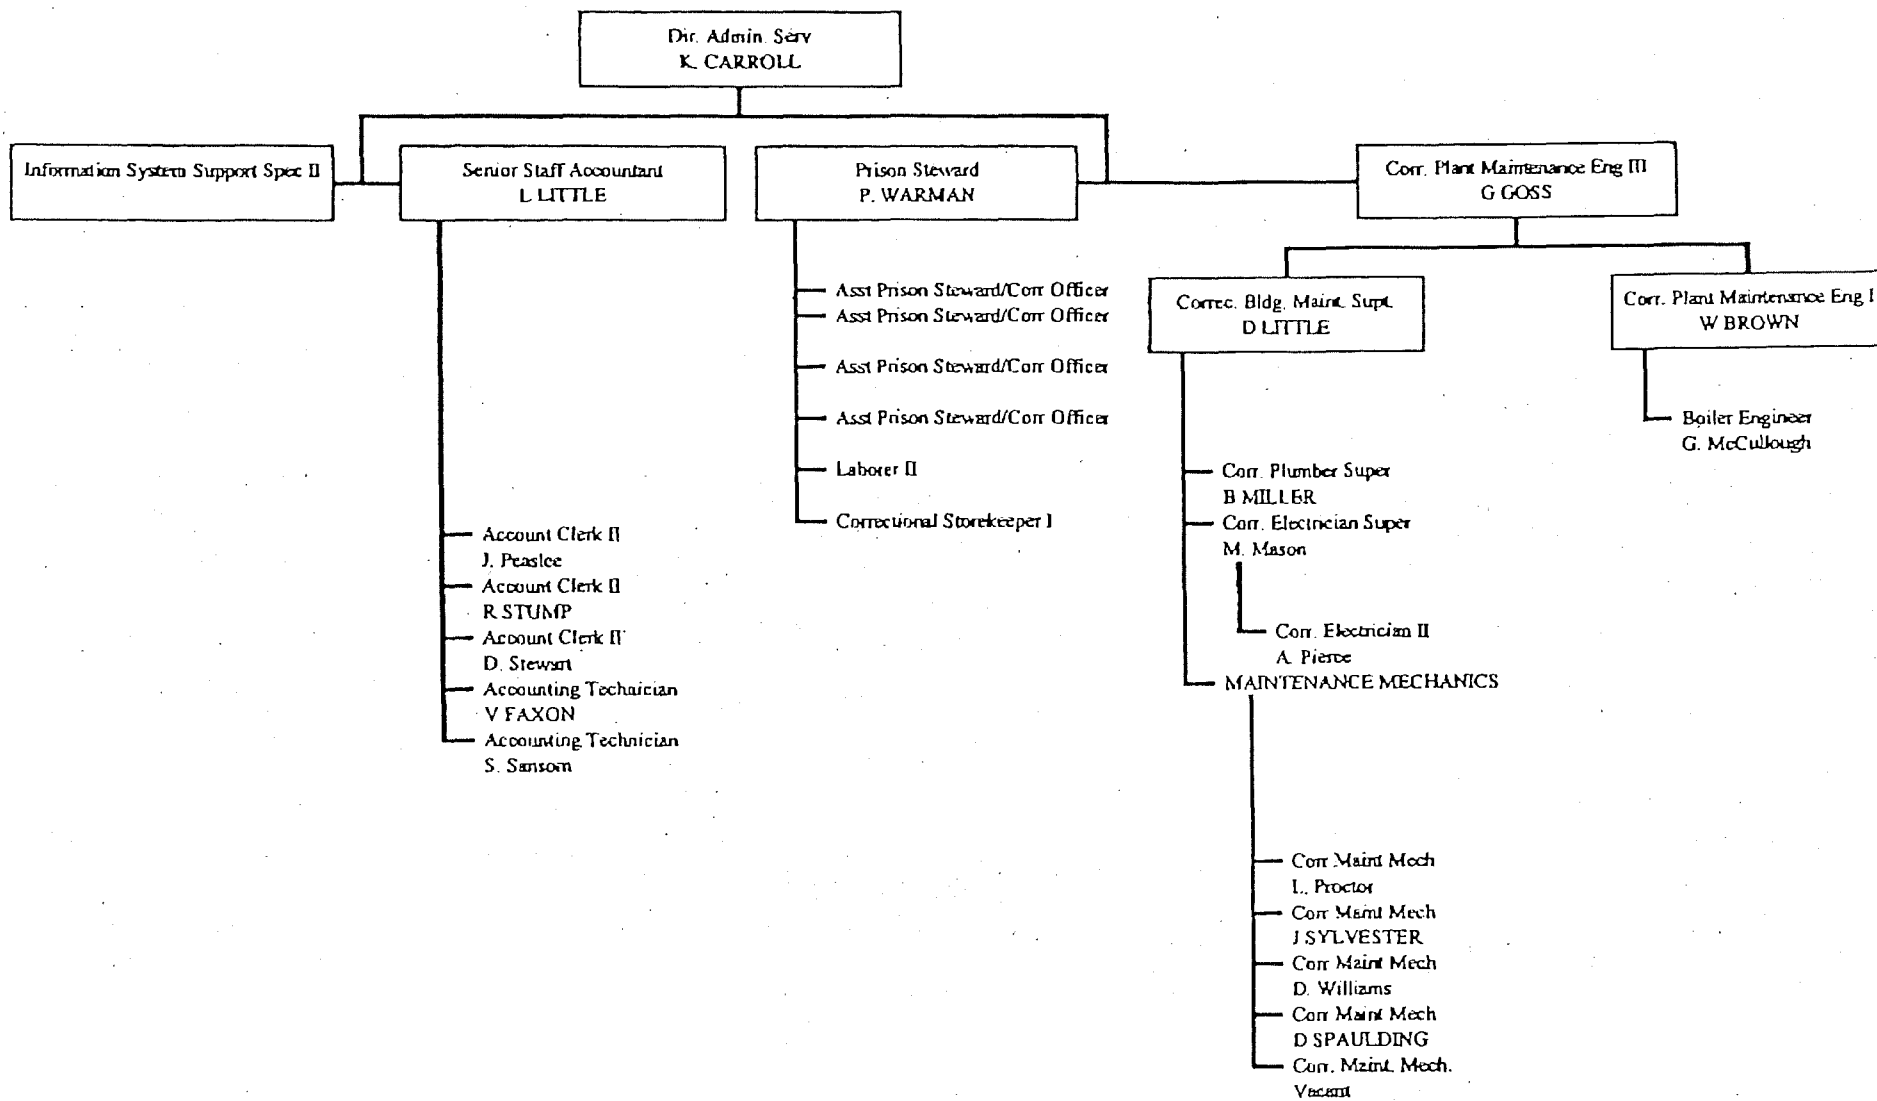 Dir. Admin. Serv
K. CARROLL
Information System Support Spec II
Senior Staff Accountant
L LITTLE
Prison Steward
P. WARMAN
Corr. Plant Maintenance Eng III
G GOSS
Correc. Bldg. Maint. Supt.
D LITTLE
Corr. Plant Maintenance Eng I
W BROWN
Asst Prison Steward/Corr Officer
Asst Prison Steward/Corr Officer
Asst Prison Steward/Corr Officer
Asst Prison Steward/Corr Officer
Laborer II
Correctional Storekeeper I
Account Clerk II
J. Peaslee
Account Clerk II
R STUMP
Account Clerk II
D. Stewart
Accounting Technician
V FAXON
Accounting Technician
S. Sansom
Boiler Engineer
G. McCullough
Corr. Plumber Super
B MILLER
Corr. Electrician Super
M. Mason
Corr. Electrician II
A. Pierce
MAINTENANCE MECHANICS
Corr Maint Mech
L. Proctor
Corr Maint Mech
J SYLVESTER
Corr Maint Mech
D. Williams
Corr Maint Mech
D SPAULDING
Corr. Maint. Mech.
Vacant